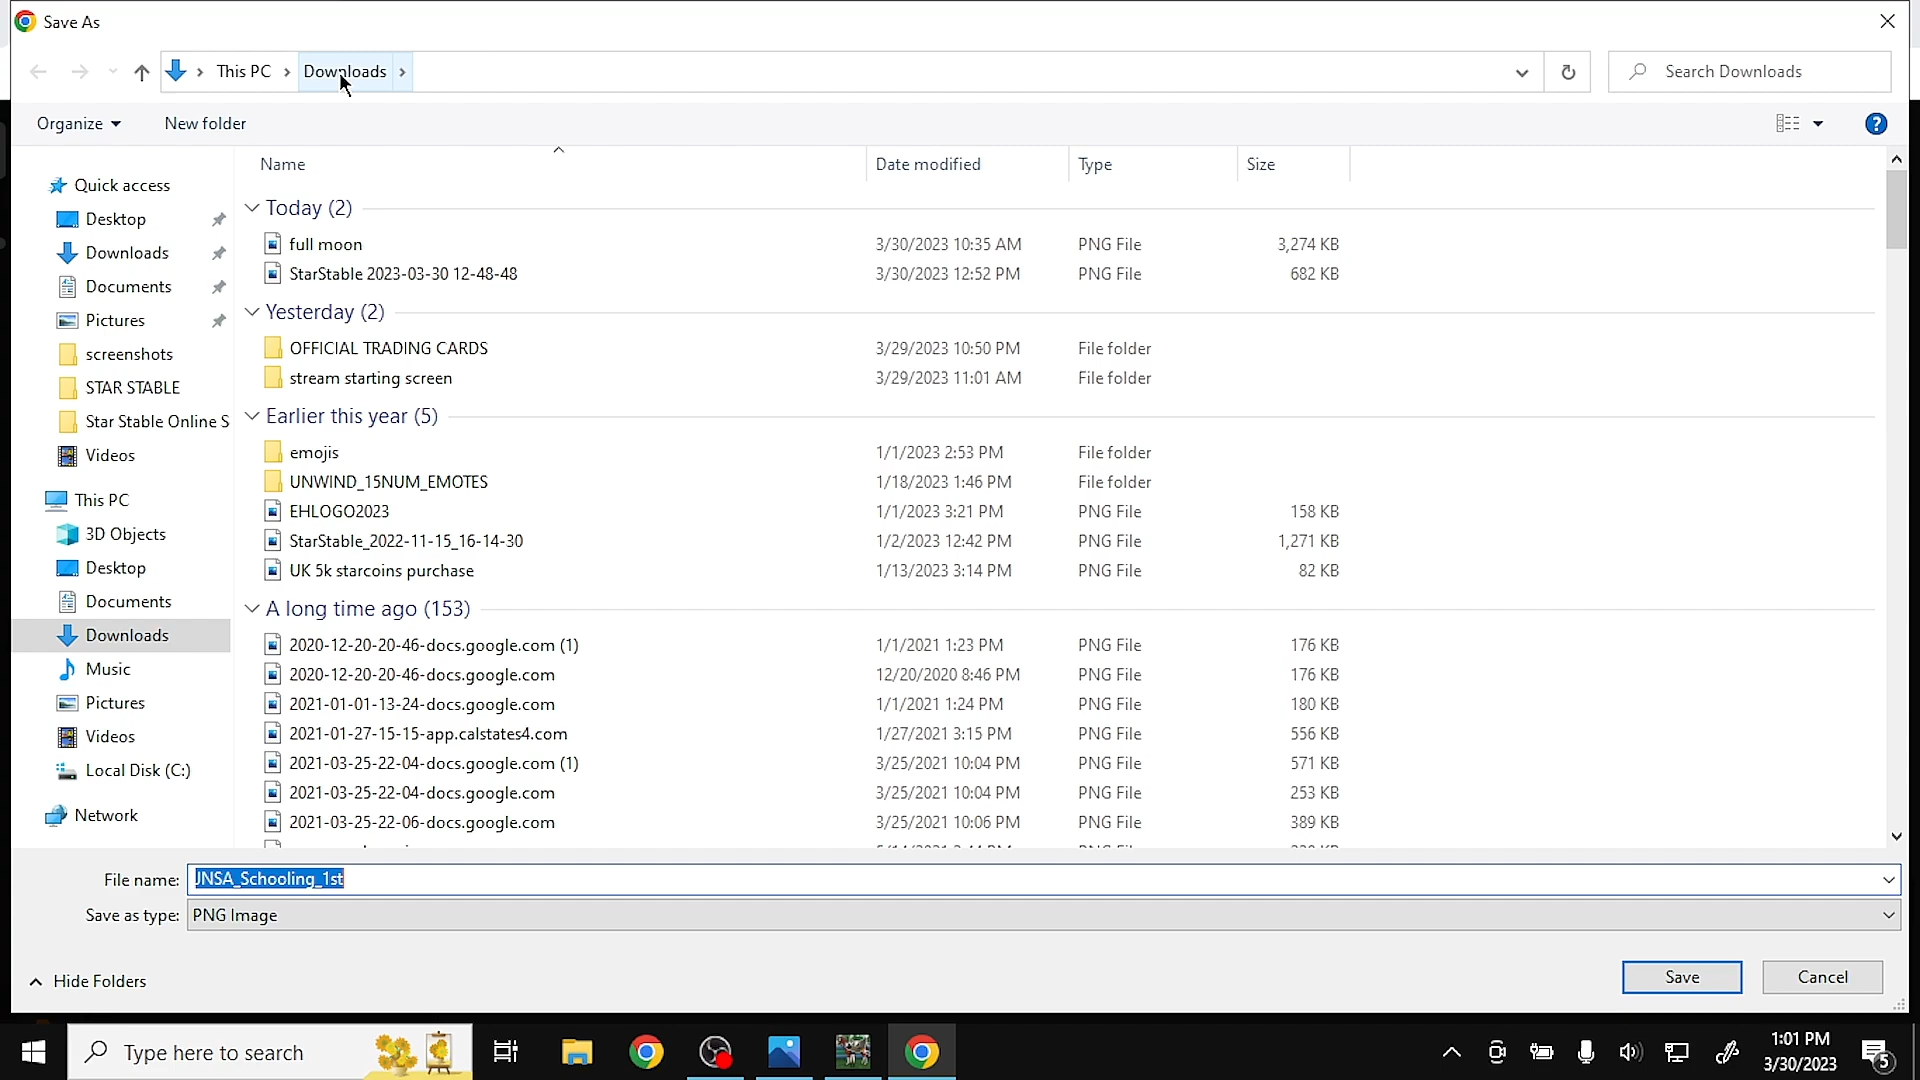 Save As
This PC Downloads
Search Downloads
Organize New folder
?
Name Date modified Type Size
Quick access
Desktop
Downloads
Documents
Pictures
screenshots
STAR STABLE
Star Stable Online S
Videos
This PC
3D Objects
Desktop
Documents
Downloads
Music
Pictures
Videos
Local Disk (C:)
Network
Today (2)
full moon 3/30/2023 10:35 AM PNG File 3,274 KB
StarStable 2023-03-30 12-48-48 3/30/2023 12:52 PM PNG File 682 KB
Yesterday (2)
OFFICIAL TRADING CARDS 3/29/2023 10:50 PM File folder
stream starting screen 3/29/2023 11:01 AM File folder
Earlier this year (5)
emojis 1/1/2023 2:53 PM File folder
UNWIND_15NUM_EMOTES 1/18/2023 1:46 PM File folder
EHLOGO2023 1/1/2023 3:21 PM PNG File 158 KB
StarStable_2022-11-15_16-14-30 1/2/2023 12:42 PM PNG File 1,271 KB
UK 5k starcoins purchase 1/13/2023 3:14 PM PNG File 82 KB
A long time ago (153)
2020-12-20-20-46-docs.google.com (1) 1/1/2021 1:23 PM PNG File 176 KB
2020-12-20-20-46-docs.google.com 12/20/2020 8:46 PM PNG File 176 KB
2021-01-01-13-24-docs.google.com 1/1/2021 1:24 PM PNG File 180 KB
2021-01-27-15-15-app.calstates4.com 1/27/2021 3:15 PM PNG File 556 KB
2021-03-25-22-04-docs.google.com (1) 3/25/2021 10:04 PM PNG File 571 KB
2021-03-25-22-04-docs.google.com 3/25/2021 10:04 PM PNG File 253 KB
2021-03-25-22-06-docs.google.com 3/25/2021 10:06 PM PNG File 389 KB
File name: JNSA_Schooling_1st
Save as type: PNG Image
Hide Folders
Save Cancel
Type here to search
1:01 PM
3/30/2023
5